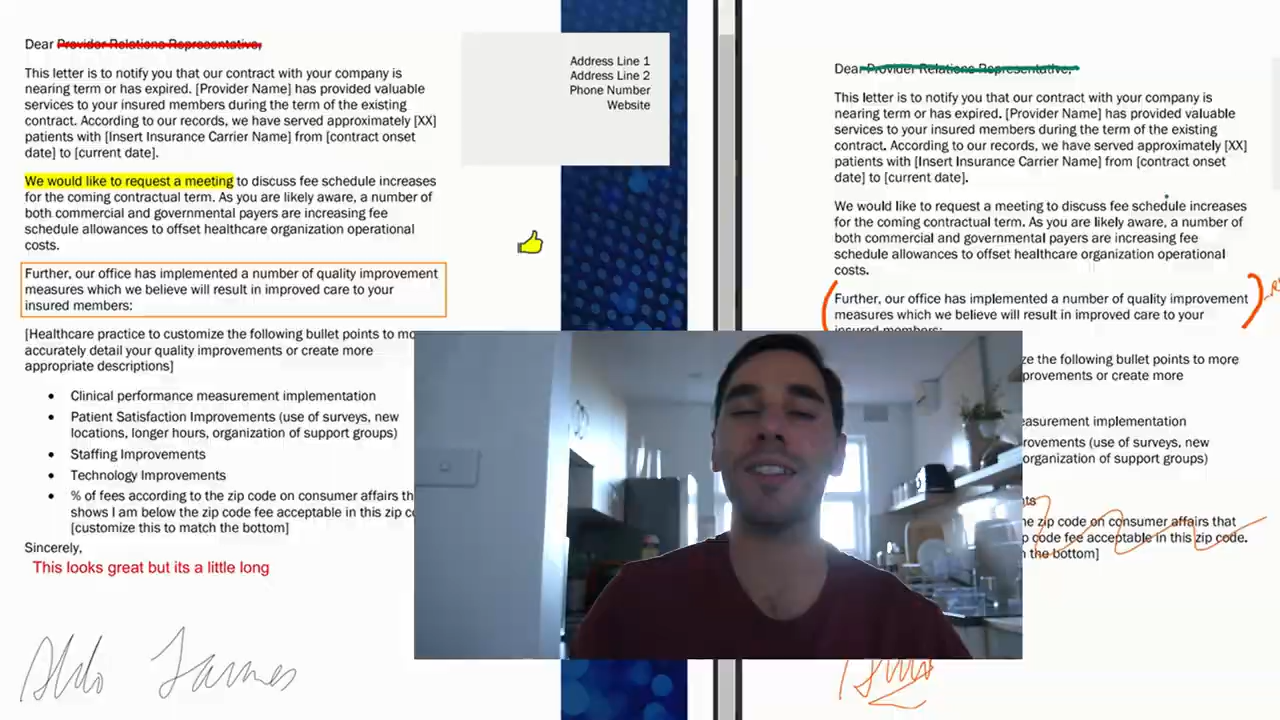 Dear Provider Relations Representative,
This letter is to notify you that our contract with your company is
nearing term or has expired. [Provider Name] has provided valuable
services to your insured members during the term of the existing
contract. According to our records, we have served approximately [XX]
patients with [Insert Insurance Carrier Name] from [contract onset
date] to [current date].
We would like to request a meeting to discuss fee schedule increases
for the coming contractual term. As you are likely aware, a number of
both commercial and governmental payers are increasing fee
schedule allowances to offset healthcare organization operational
costs.
Further, our office has implemented a number of quality improvement
measures which we believe will result in improved care to your
insured members:
[Healthcare practice to customize the following bullet points to mo
accurately detail your quality improvements or create more
appropriate descriptions]
• Clinical performance measurement implementation
• Patient Satisfaction Improvements (use of surveys, new
locations, longer hours, organization of support groups)
• Staffing Improvements
• Technology Improvements
• % of fees according to the zip code on consumer affairs th
shows I am below the zip code fee acceptable in this zip co
[customize this to match the bottom]
Sincerely,
This looks great but its a little long
Aldo James
Address Line 1
Address Line 2
Phone Number
Website
Dear Provider Relations Representative,
This letter is to notify you that our contract with your company is
nearing term or has expired. [Provider Name] has provided valuable
services to your insured members during the term of the existing
contract. According to our records, we have served approximately [XX]
patients with [Insert Insurance Carrier Name] from [contract onset
date] to [current date].
We would like to request a meeting to discuss fee schedule increases
for the coming contractual term. As you are likely aware, a number of
both commercial and governmental payers are increasing fee
schedule allowances to offset healthcare organization operational
costs.
Further, our office has implemented a number of quality improvement
measures which we believe will result in improved care to your
insured members:
ze the following bullet points to more
provements or create more
easurement implementation
rovements (use of surveys, new
organization of support groups)
nts
he zip code on consumer affairs that
p code fee acceptable in this zip code.
h the bottom]